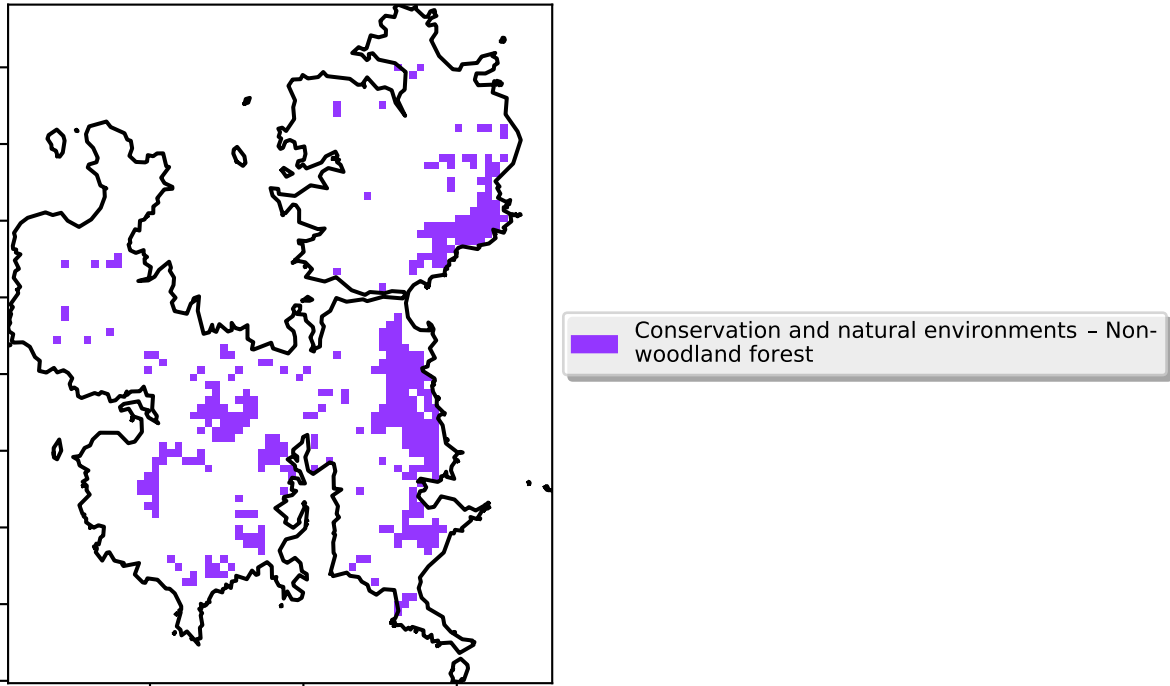 Conservation and natural environments – Non-
woodland forest